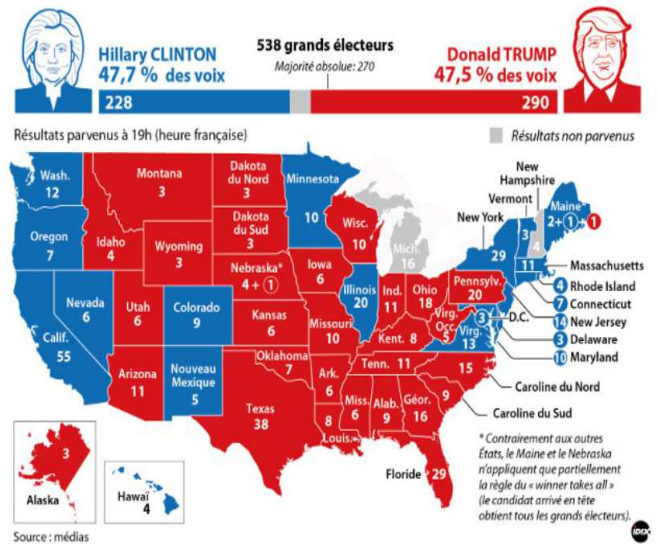 Hillary CLINTON
47,7 % des voix
538 grands électeurs
Majorité absolue: 270
Donald TRUMP
47,5 % des voix
228
290
Résultats parvenus à 19h (heure française)
Résultats non parvenus
Wash.
12
Oregon
7
Calif.
55
Nevada
6
Idaho
4
Montana
3
Wyoming
3
Utah
6
Colorado
9
Arizona
11
Nouveau
Mexique
5
Dakota
du Nord
3
Dakota
du Sud
3
Nebraska*
4 + 1
Kansas
6
Oklahoma
7
Texas
38
Minnesota
10
Iowa
6
Missouri
10
Ark.
6
8
Louis.
Wisc.
10
Illinois
20
Mich.
16
Ind.
11
Ohio
18
Kent. 8
Tenn. 11
Miss.
6
Alab.
9
Géor.
16
Floride 29
Pennsylv.
20
Virg.
Occ.
5
Virg.
13
3
D.C.
15
Caroline du Nord
9
Caroline du Sud
New York
29
Vermont
3
New
Hampshire
4
Maine*
2+ 1 + 1
11
Massachusetts
4 Rhode Island
7 Connecticut
14 New Jersey
3 Delaware
10 Maryland
3
Alaska
Hawaï
4
* Contrairement aux autres
États, le Maine et le Nebraska
n'appliquent que partiellement
la règle du « winner takes all »
(le candidat arrivé en tête
obtient tous les grands électeurs).
Source : médias
IDIX